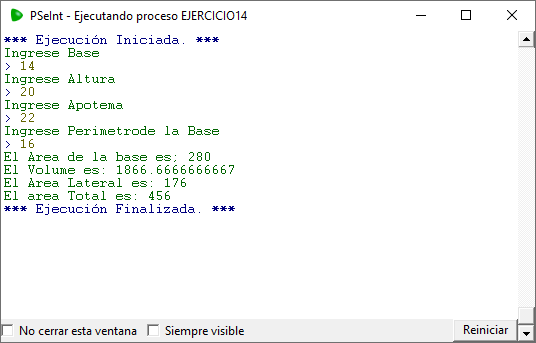 PSeInt - Ejecutando proceso EJERCICIO14
*** Ejecución Iniciada. ***
Ingrese Base
> 14
Ingrese Altura
> 20
Ingrese Apotema
> 22
Ingrese Perimetrode la Base
> 16
El Area de la base es; 280
El Volume es: 1866.6666666667
El Area Lateral es: 176
El area Total es: 456
*** Ejecución Finalizada. ***
No cerrar esta ventana
Siempre visible
Reiniciar